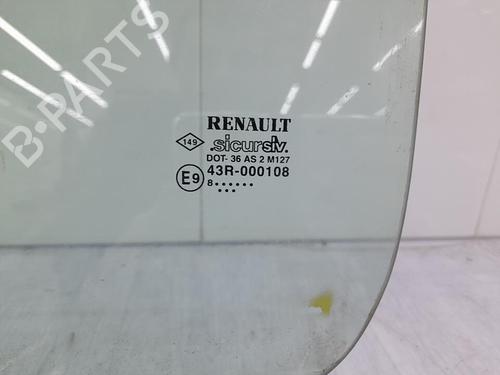 B-PARTS
RENAULT
149 sicursiv.
DOT- 36 AS 2 M127
E9 43R-000108
8......